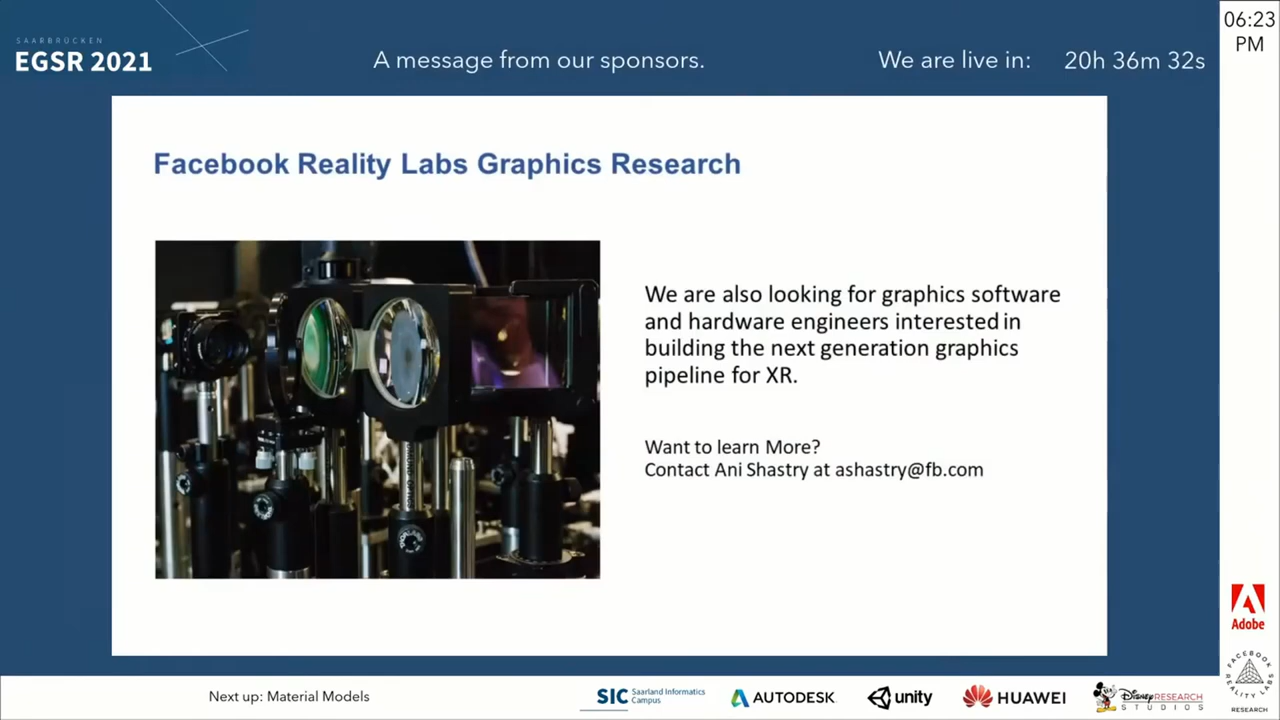 SAARBRÜCKEN
EGSR 2021
A message from our sponsors.
We are live in: 20h 36m 32s
06:23
PM
Facebook Reality Labs Graphics Research
We are also looking for graphics software
and hardware engineers interested in
building the next generation graphics
pipeline for XR.
Want to learn More?
Contact Ani Shastry at ashastry@fb.com
Adobe
FACEBOOK
REALITY LABS
RESEARCH
Next up: Material Models
SIC Saarland Informatics
Campus
AUTODESK
unity
HUAWEI
Disney RESEARCH
STUDIOS